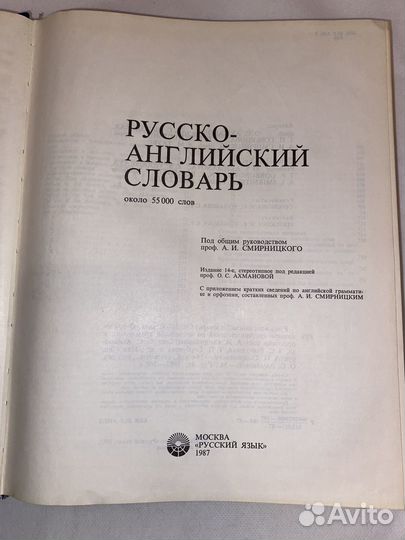 РУССКО-
АНГЛИЙСКИЙ
СЛОВАРЬ
около 55 000 слов
Под общим руководством
проф. А. И. СМИРНИЦКОГО
Издание 14-е, стереотипное под редакцией
проф. О. С. АХМАНОВОЙ
С приложением кратких сведений по английской граммати-
ке и орфоэпии, составленных проф. А. И. СМИРНИЦКИМ
МОСКВА
«РУССКИЙ ЯЗЫК»
1987
Avito